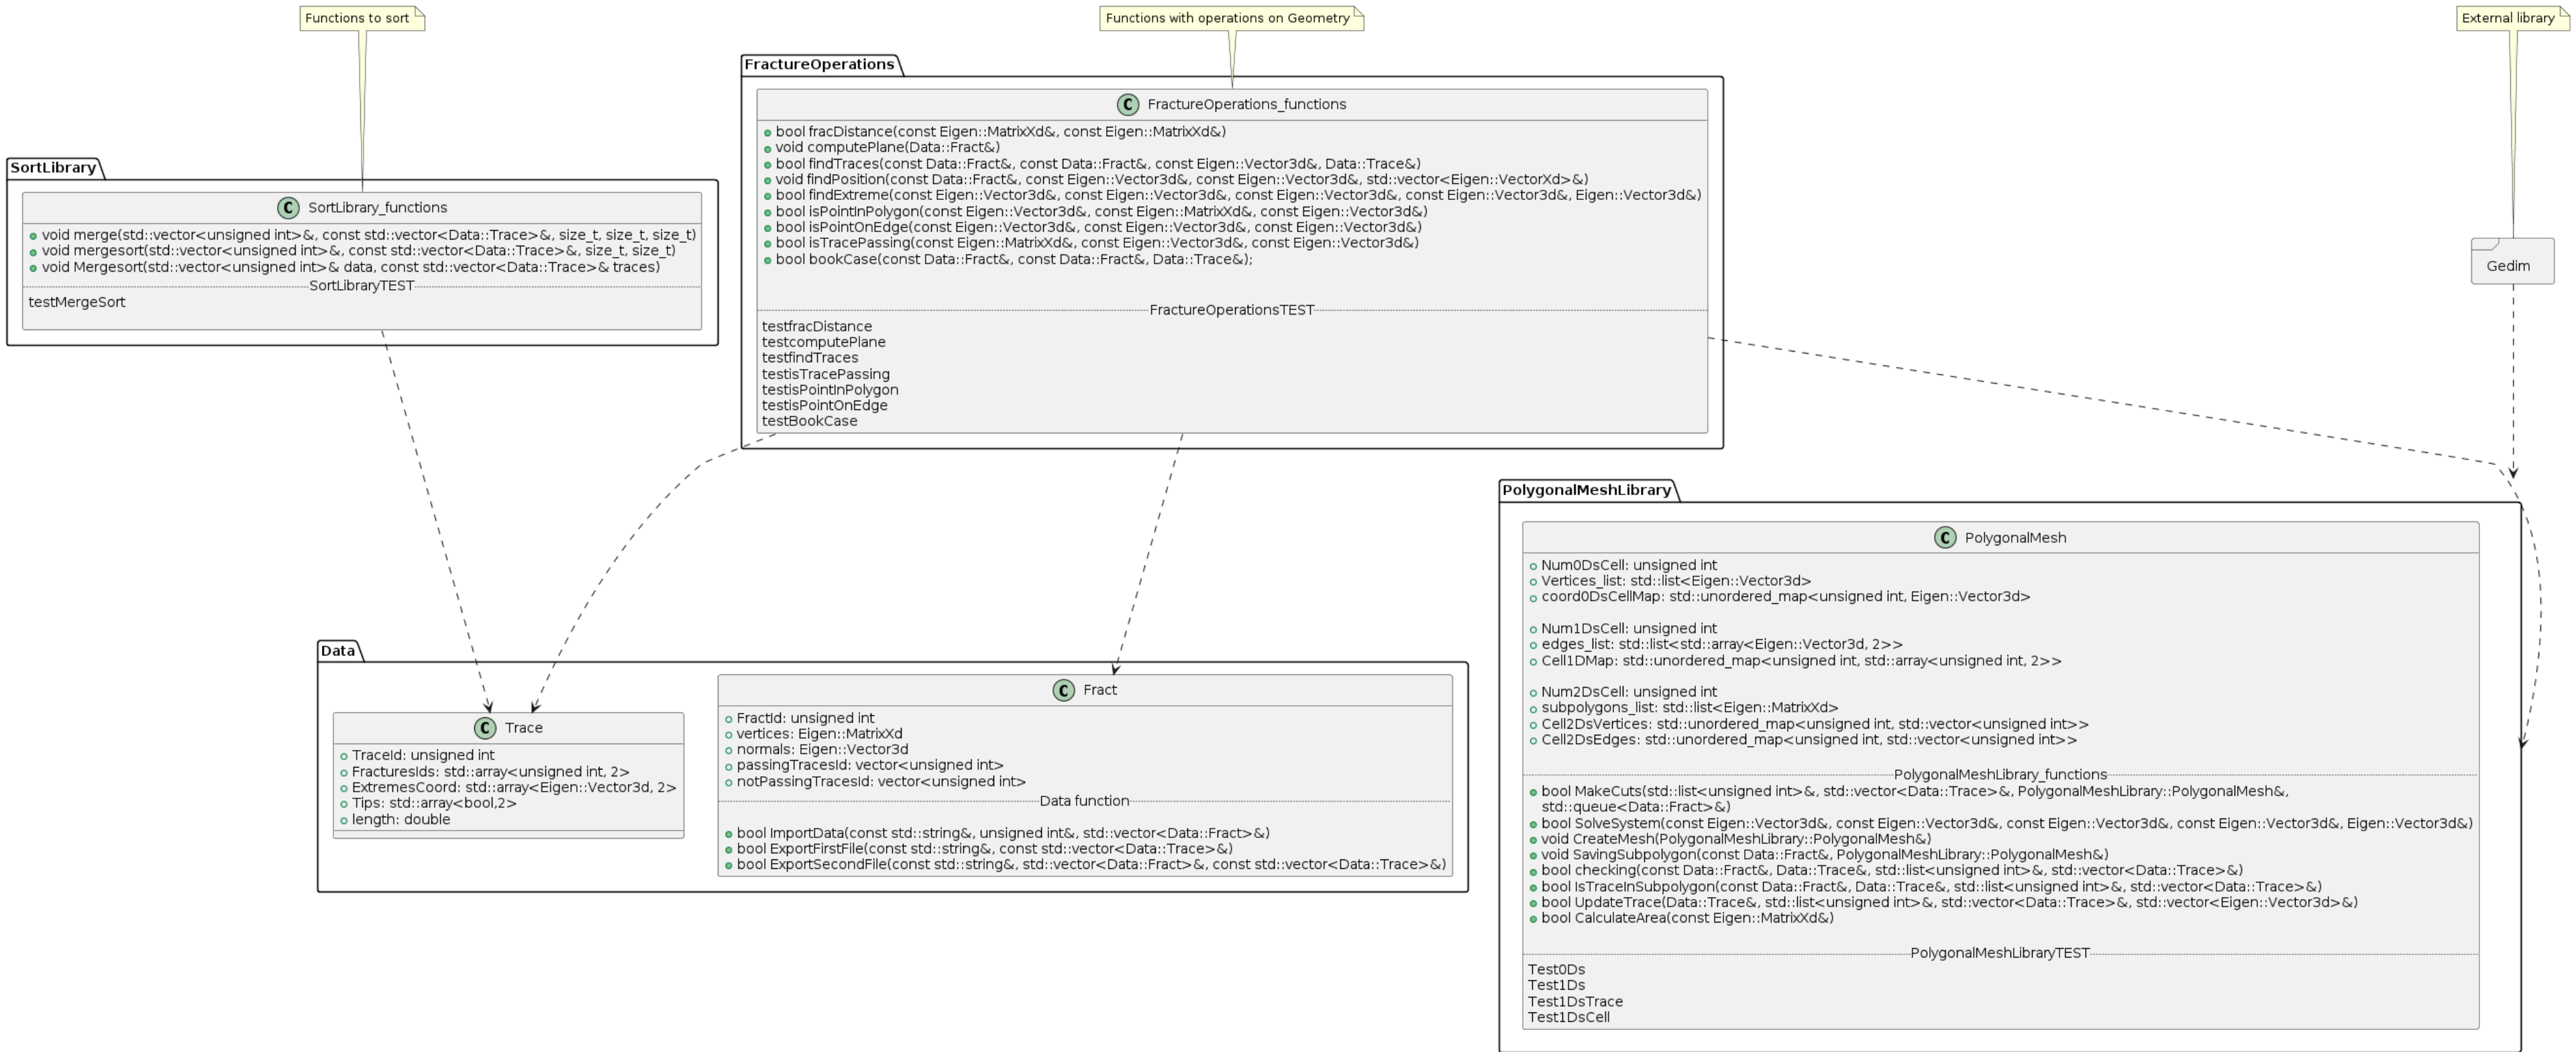 Functions to sort
Functions with operations on Geometry
External library
SortLibrary
C SortLibrary_functions
void merge(std::vector<unsigned int>&, const std::vector<Data::Trace>&, size_t, size_t, size_t)
void mergesort(std::vector<unsigned int>&, const std::vector<Data::Trace>&, size_t, size_t)
void Mergesort(std::vector<unsigned int>& data, const std::vector<Data::Trace>& traces)
SortLibraryTEST
testMergeSort
FractureOperations
C FractureOperations_functions
bool fracDistance(const Eigen::MatrixXd&, const Eigen::MatrixXd&)
void computePlane(Data::Fract&)
bool findTraces(const Data::Fract&, const Data::Fract&, const Eigen::Vector3d&, Data::Trace&)
void findPosition(const Data::Fract&, const Eigen::Vector3d&, const Eigen::Vector3d&, std::vector<Eigen::VectorXd>&)
bool findExtreme(const Eigen::Vector3d&, const Eigen::Vector3d&, const Eigen::Vector3d&, const Eigen::Vector3d&, Eigen::Vector3d&)
bool isPointInPolygon(const Eigen::Vector3d&, const Eigen::MatrixXd&, const Eigen::Vector3d&)
bool isPointOnEdge(const Eigen::Vector3d&, const Eigen::Vector3d&, const Eigen::Vector3d&)
bool isTracePassing(const Eigen::MatrixXd&, const Eigen::Vector3d&, const Eigen::Vector3d&)
bool bookCase(const Data::Fract&, const Data::Fract&, Data::Trace&);
FractureOperationsTEST
testfracDistance
testcomputePlane
testfindTraces
testisTracePassing
testisPointInPolygon
testisPointOnEdge
testBookCase
Gedim
Data
C Trace
TraceId: unsigned int
FracturesIds: std::array<unsigned int, 2>
ExtremesCoord: std::array<Eigen::Vector3d, 2>
Tips: std::array<bool,2>
length: double
C Fract
FractId: unsigned int
vertices: Eigen::MatrixXd
normals: Eigen::Vector3d
passingTracesId: vector<unsigned int>
notPassingTracesId: vector<unsigned int>
Data function
bool ImportData(const std::string&, unsigned int&, std::vector<Data::Fract>&)
bool ExportFirstFile(const std::string&, const std::vector<Data::Trace>&)
bool ExportSecondFile(const std::string&, std::vector<Data::Fract>&, const std::vector<Data::Trace>&)
PolygonalMeshLibrary
C PolygonalMesh
Num0DsCell: unsigned int
Vertices_list: std::list<Eigen::Vector3d>
coord0DsCellMap: std::unordered_map<unsigned int, Eigen::Vector3d>
Num1DsCell: unsigned int
edges_list: std::list<std::array<Eigen::Vector3d, 2>>
Cell1DMap: std::unordered_map<unsigned int, std::array<unsigned int, 2>>
Num2DsCell: unsigned int
subpolygons_list: std::list<Eigen::MatrixXd>
Cell2DsVertices: std::unordered_map<unsigned int, std::vector<unsigned int>>
Cell2DsEdges: std::unordered_map<unsigned int, std::vector<unsigned int>>
PolygonalMeshLibrary_functions
bool MakeCuts(std::list<unsigned int>&, std::vector<Data::Trace>&, PolygonalMeshLibrary::PolygonalMesh&,
std::queue<Data::Fract>&)
bool SolveSystem(const Eigen::Vector3d&, const Eigen::Vector3d&, const Eigen::Vector3d&, const Eigen::Vector3d&, Eigen::Vector3d&)
void CreateMesh(PolygonalMeshLibrary::PolygonalMesh&)
void SavingSubpolygon(const Data::Fract&, PolygonalMeshLibrary::PolygonalMesh&)
bool checking(const Data::Fract&, Data::Trace&, std::list<unsigned int>&, std::vector<Data::Trace>&)
bool IsTraceInSubpolygon(const Data::Fract&, Data::Trace&, std::list<unsigned int>&, std::vector<Data::Trace>&)
bool UpdateTrace(Data::Trace&, std::list<unsigned int>&, std::vector<Data::Trace>&, std::vector<Eigen::Vector3d>&)
bool CalculateArea(const Eigen::MatrixXd&)
PolygonalMeshLibraryTEST
Test0Ds
Test1Ds
Test1DsTrace
Test1DsCell